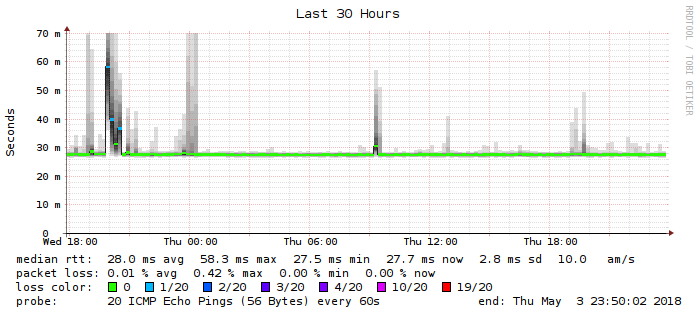 Last 30 Hours
RRDTOOL / TOBI OETIKER
Seconds
70 m
60 m
50 m
40 m
30 m
20 m
10 m
0
Wed 18:00 Thu 00:00 Thu 06:00 Thu 12:00 Thu 18:00
median rtt: 28.0 ms avg 58.3 ms max 27.5 ms min 27.7 ms now 2.8 ms sd 10.0 am/s
packet loss: 0.01 % avg 0.42 % max 0.00 % min 0.00 % now
loss color: 0 1/20 2/20 3/20 4/20 10/20 19/20
probe: 20 ICMP Echo Pings (56 Bytes) every 60s end: Thu May 3 23:50:02 2018